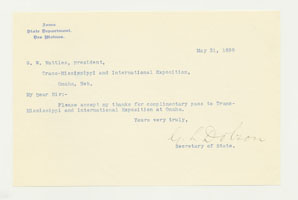 Iowa
State Department,
Des Moines.
May 31, 1898
G. W. Wattles, President,
Trans-Mississippi and International Exposition,
Omaha, Neb.
My dear Sir:-
Please accept my thanks for complimentary pass to Trans-
Mississippi and International Exposition at Omaha.
Yours very truly,
G L Dobson
Secretary of State.